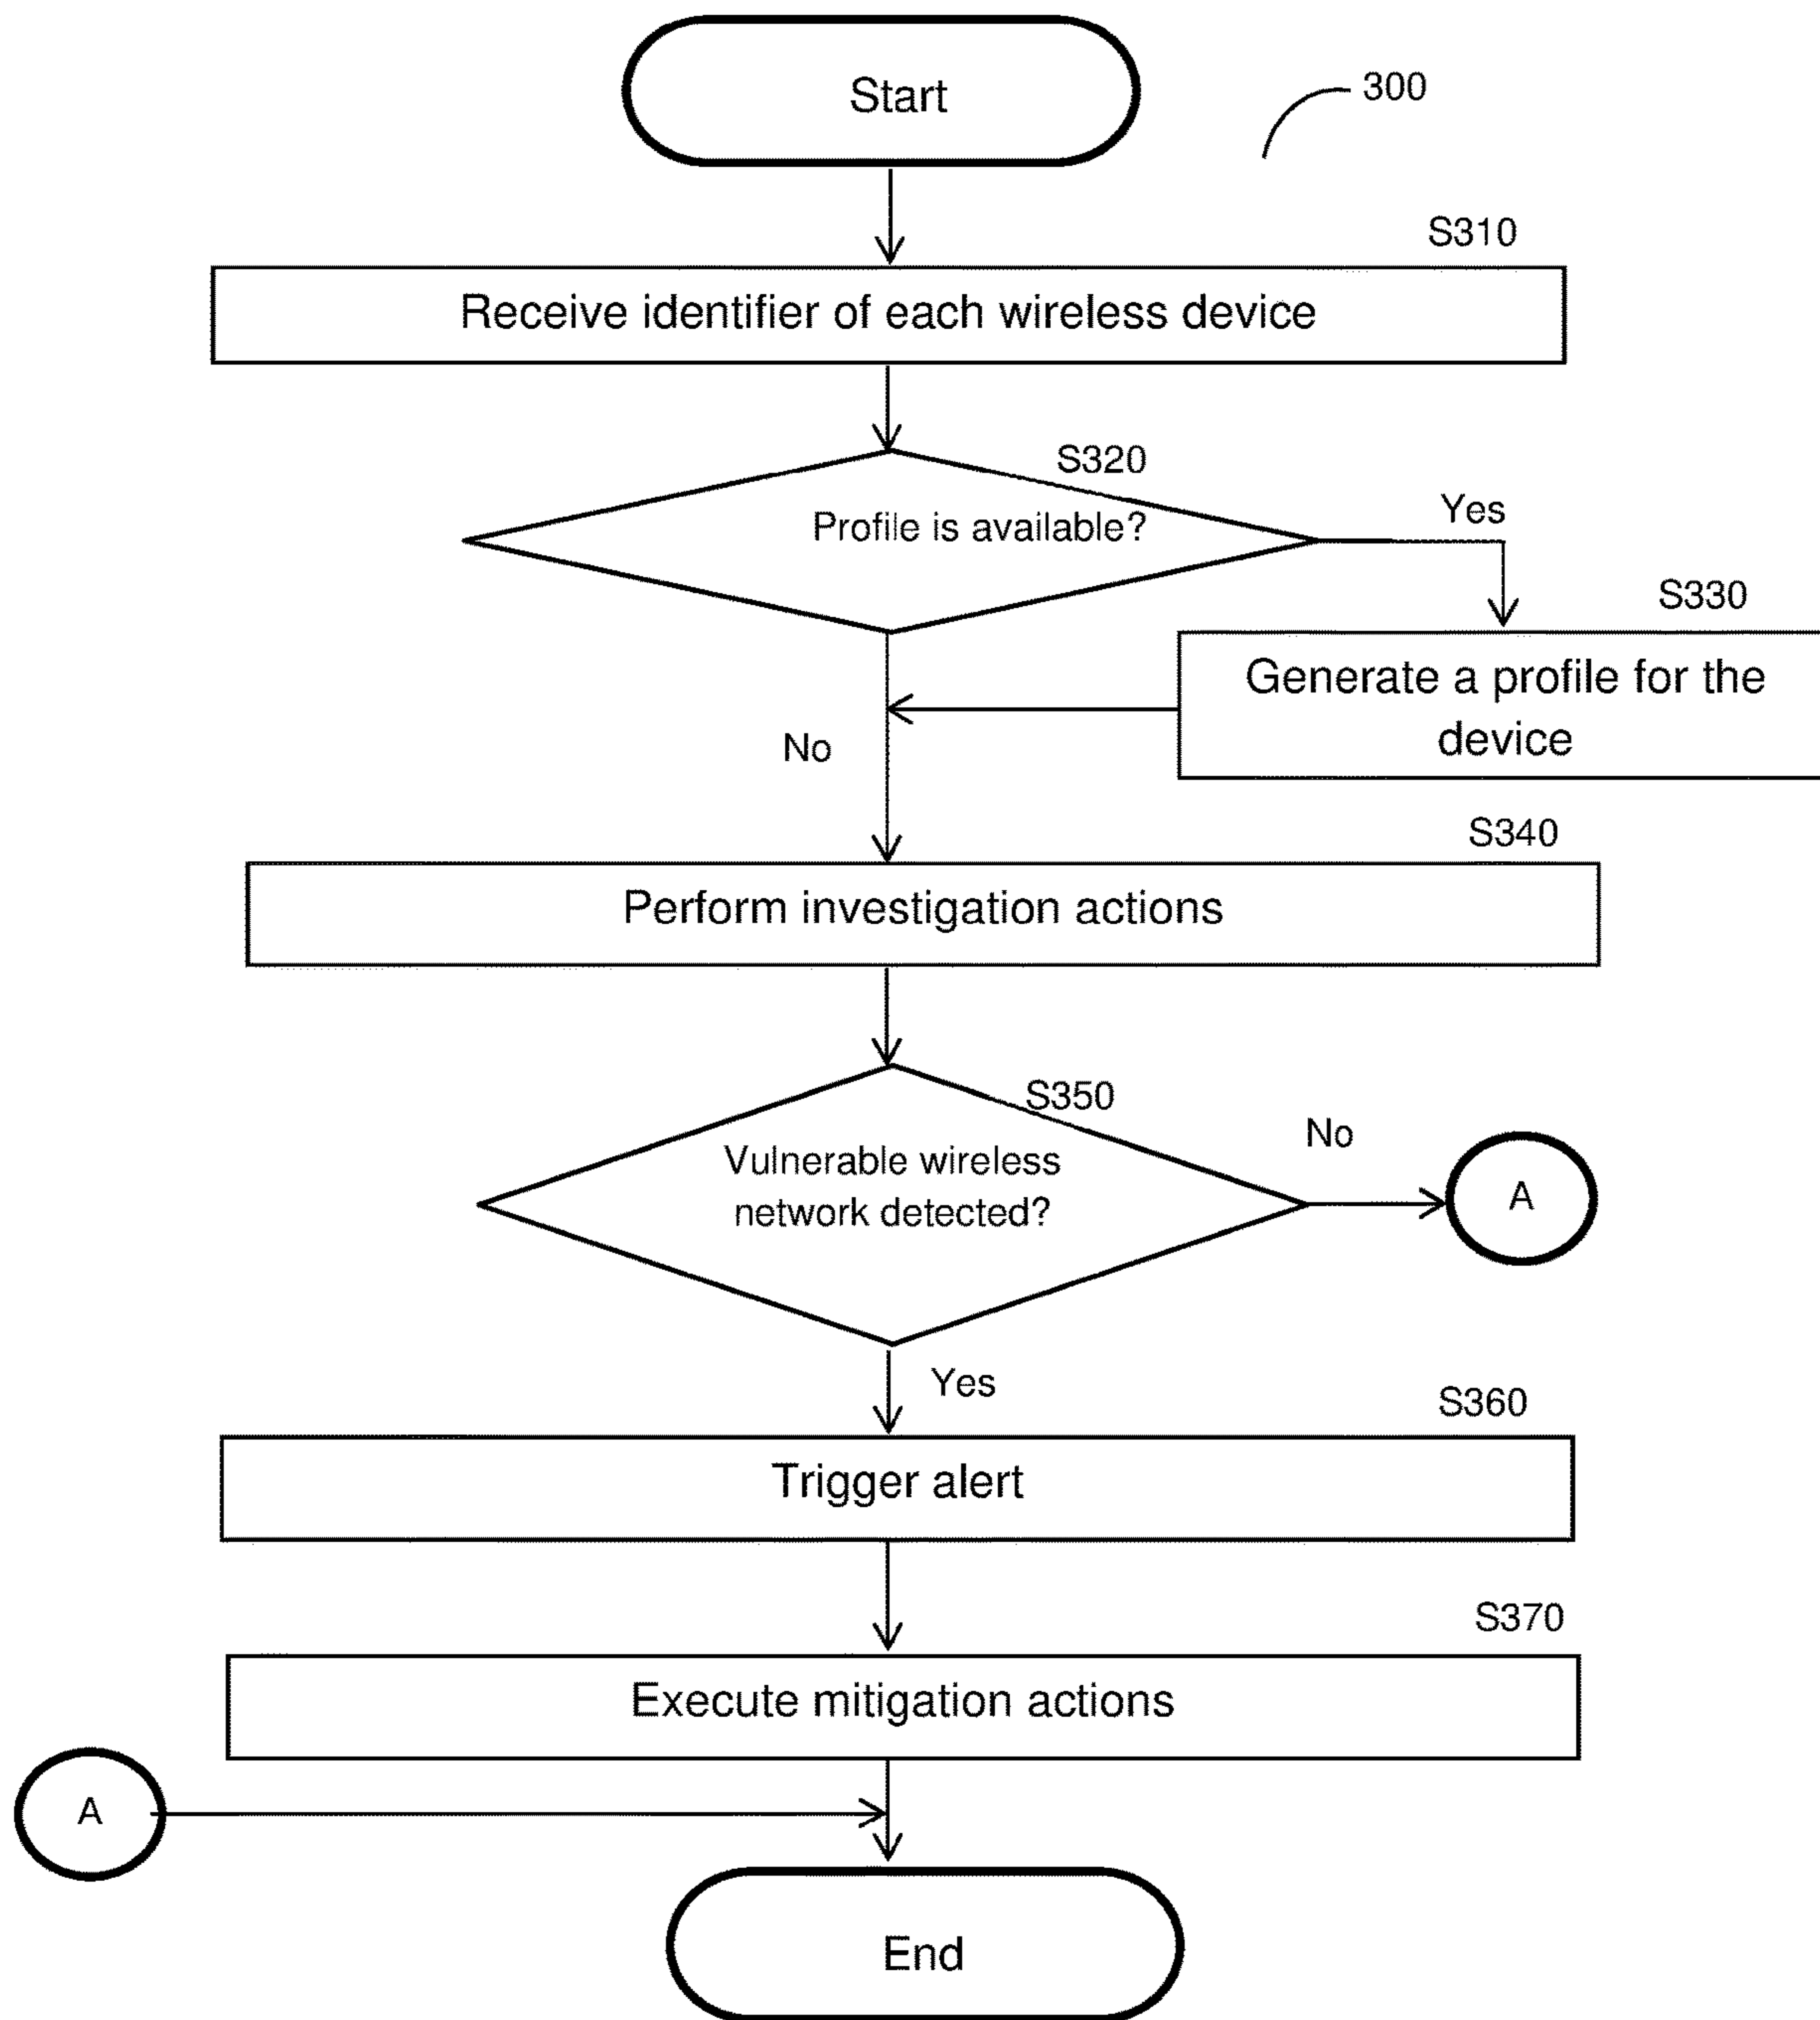 Start
300
S310
Receive identifier of each wireless device
S320
Profile is available?
Yes
S330
Generate a profile for the
device
No
S340
Perform investigation actions
S350
Vulnerable wireless
network detected?
No
A
Yes
S360
Trigger alert
S370
Execute mitigation actions
A
End